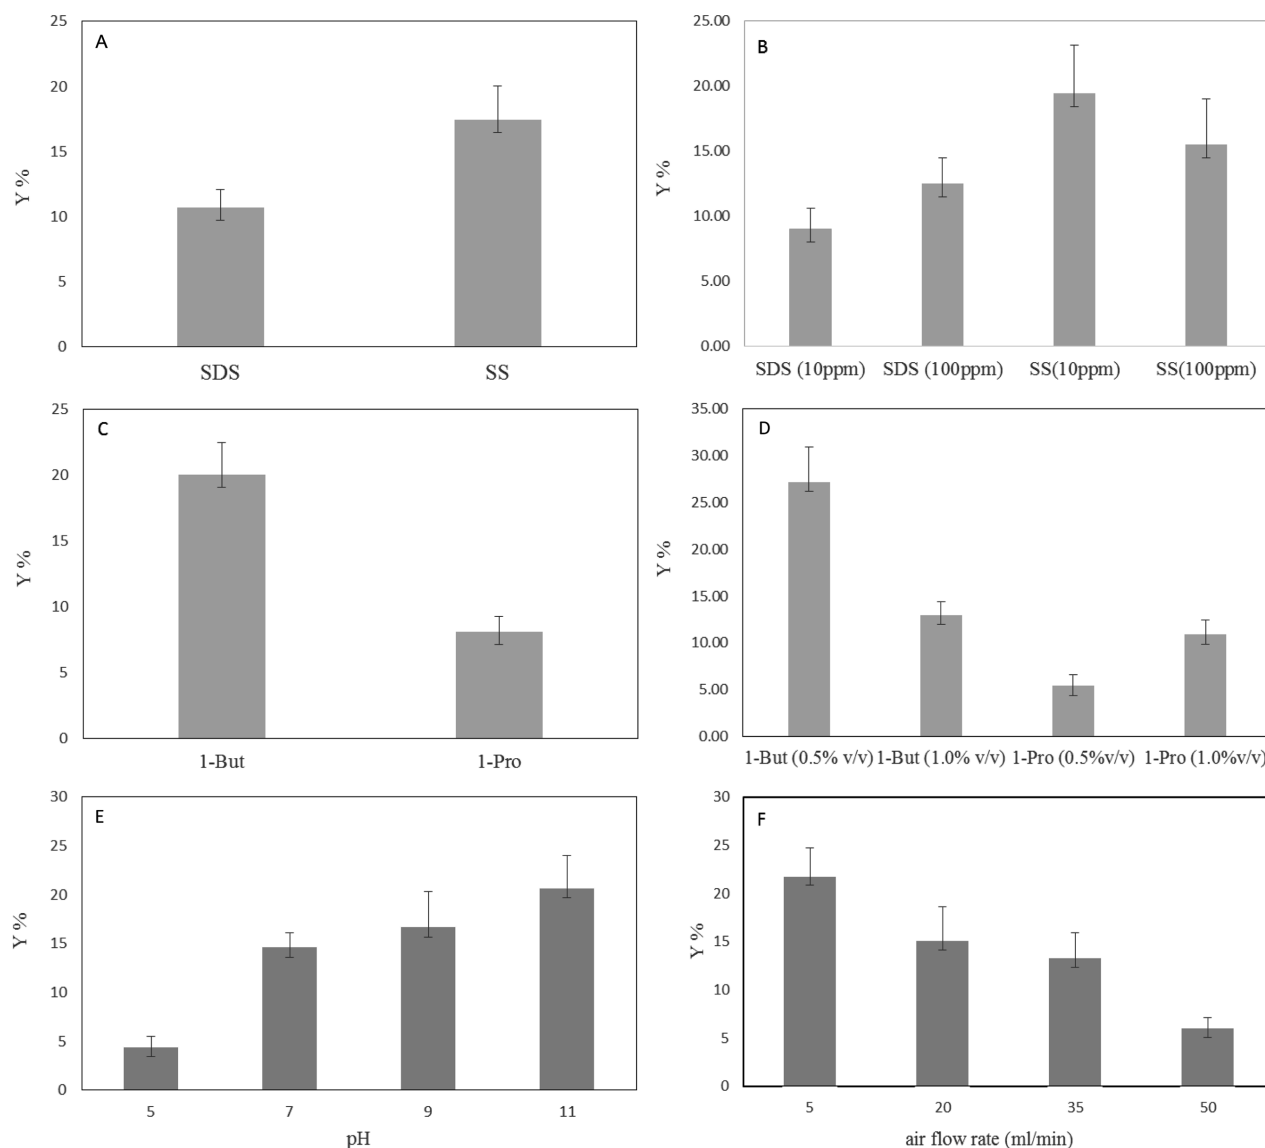 A
25
20
15
10
5
0
Y %
SDS SS
B
25.00
20.00
15.00
10.00
5.00
0.00
Y %
SDS (10ppm) SDS (100ppm) SS(10ppm) SS(100ppm)
C
25
20
15
10
5
0
Y %
1-But 1-Pro
D
35.00
30.00
25.00
20.00
15.00
10.00
5.00
0.00
Y %
1-But (0.5% v/v) 1-But (1.0% v/v) 1-Pro (0.5%v/v) 1-Pro (1.0%v/v)
E
30
25
20
15
10
5
0
Y %
5 7 9 11
pH
F
30
25
20
15
10
5
0
Y %
5 20 35 50
air flow rate (ml/min)